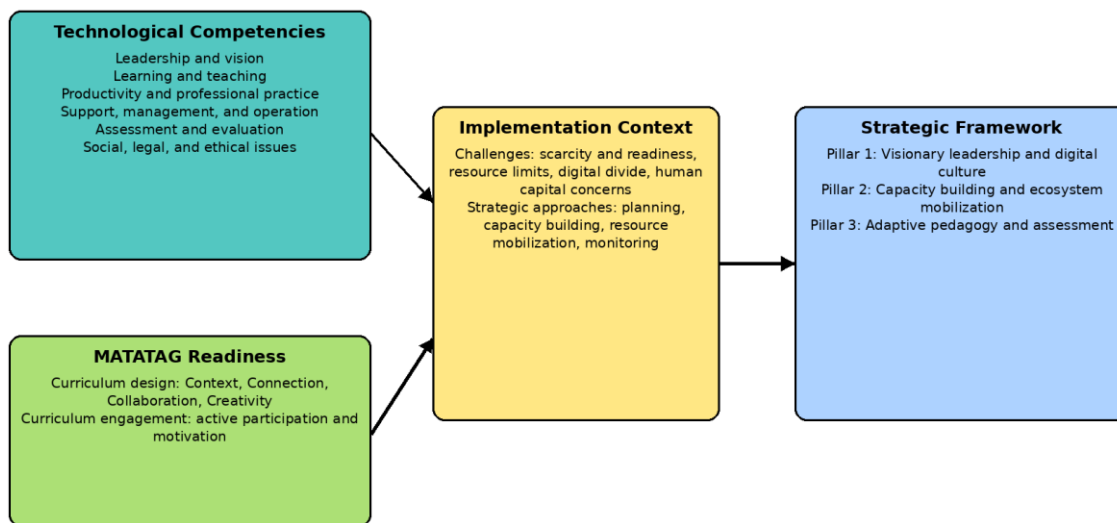 Technological Competencies
Leadership and vision
Learning and teaching
Productivity and professional practice
Support, management, and operation
Assessment and evaluation
Social, legal, and ethical issues
MATATAG Readiness
Curriculum design: Context, Connection,
Collaboration, Creativity
Curriculum engagement: active participation and
motivation
Implementation Context
Challenges: scarcity and readiness,
resource limits, digital divide, human
capital concerns
Strategic approaches: planning,
capacity building, resource
mobilization, monitoring
Strategic Framework
Pillar 1: Visionary leadership and digital
culture
Pillar 2: Capacity building and ecosystem
mobilization
Pillar 3: Adaptive pedagogy and assessment